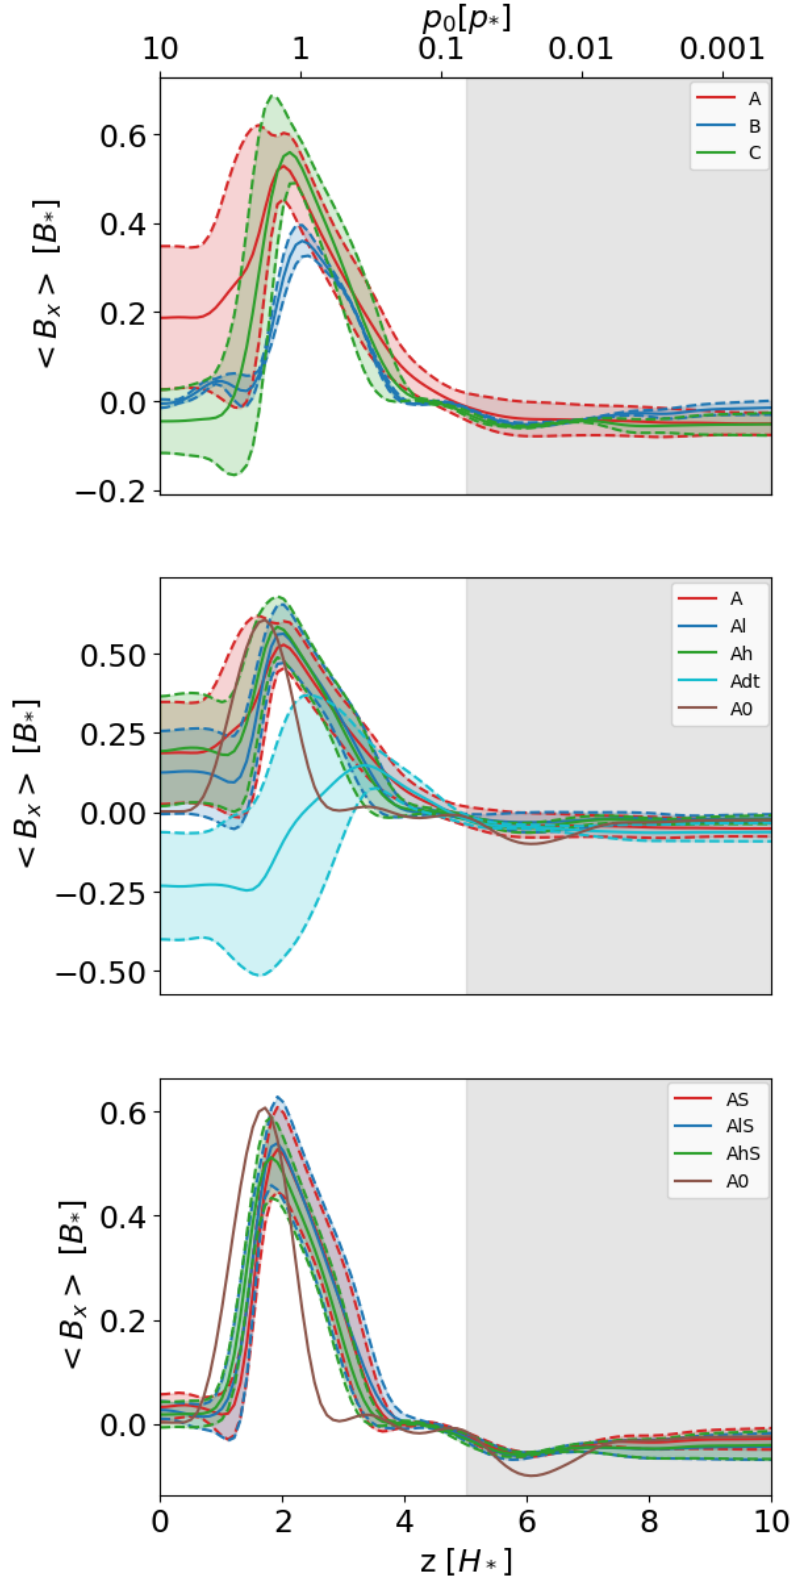 p₀[p*]
10 1 0.1 0.01 0.001
< Bₓ > [B*]
0.6
0.4
0.2
0.0
−0.2
A
B
C
< Bₓ > [B*]
0.50
0.25
0.00
−0.25
−0.50
A
Al
Ah
Adt
A0
< Bₓ > [B*]
0.6
0.4
0.2
0.0
AS
AlS
AhS
A0
0 2 4 6 8 10
z [H*]